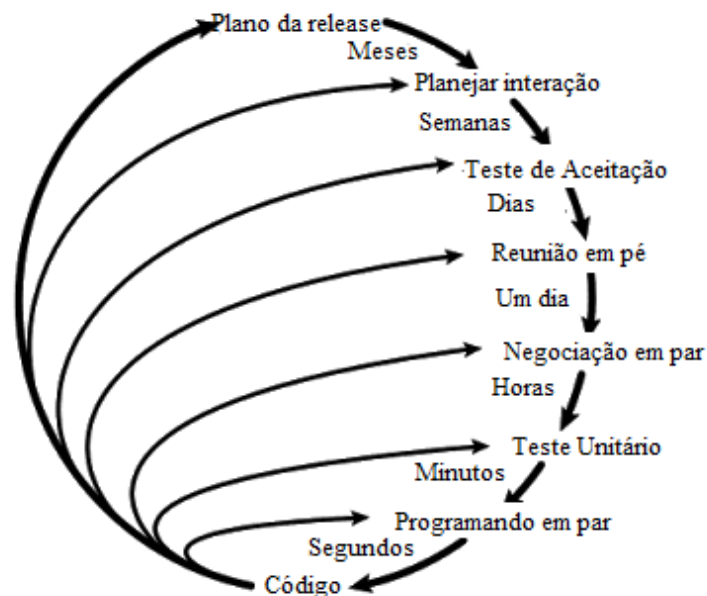 Plano da release
Meses
Planejar interação
Semanas
Teste de Aceitação
Dias
Reunião em pé
Um dia
Negociação em par
Horas
Teste Unitário
Minutos
Programando em par
Segundos
Código